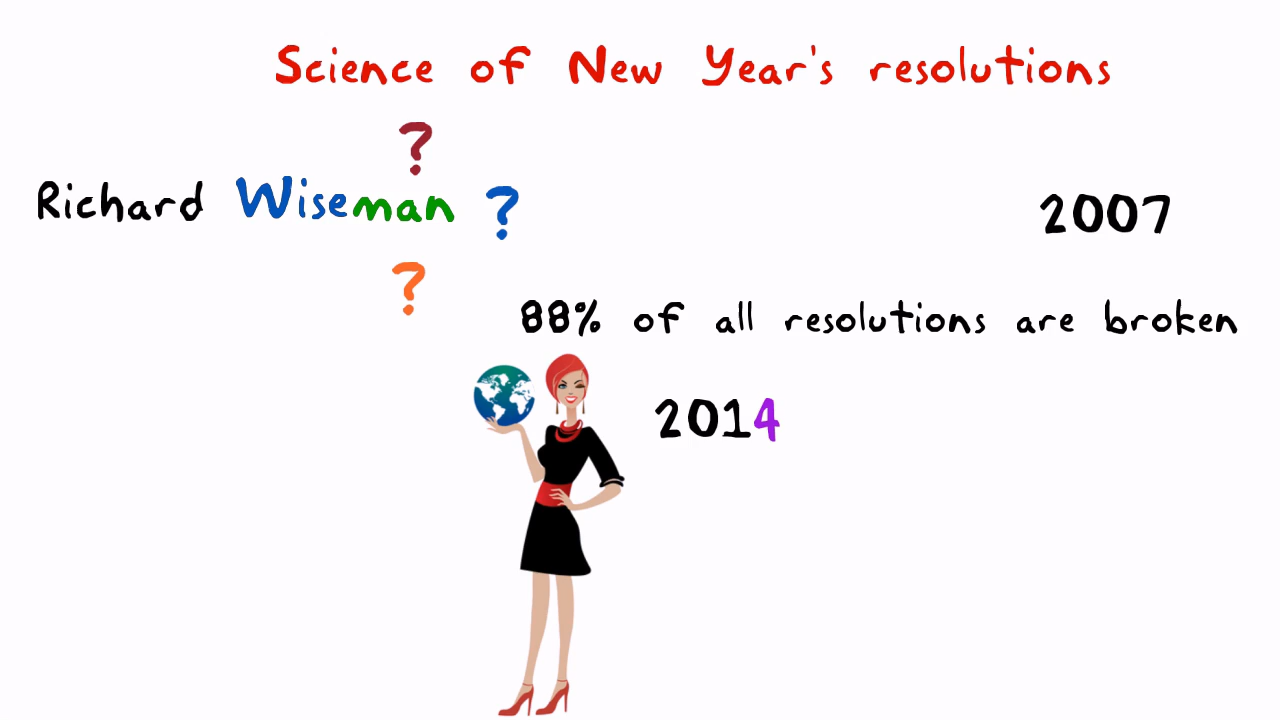 Science of New Year's resolutions
?
Richard Wiseman ?
2007
?
88% of all resolutions are broken
2014